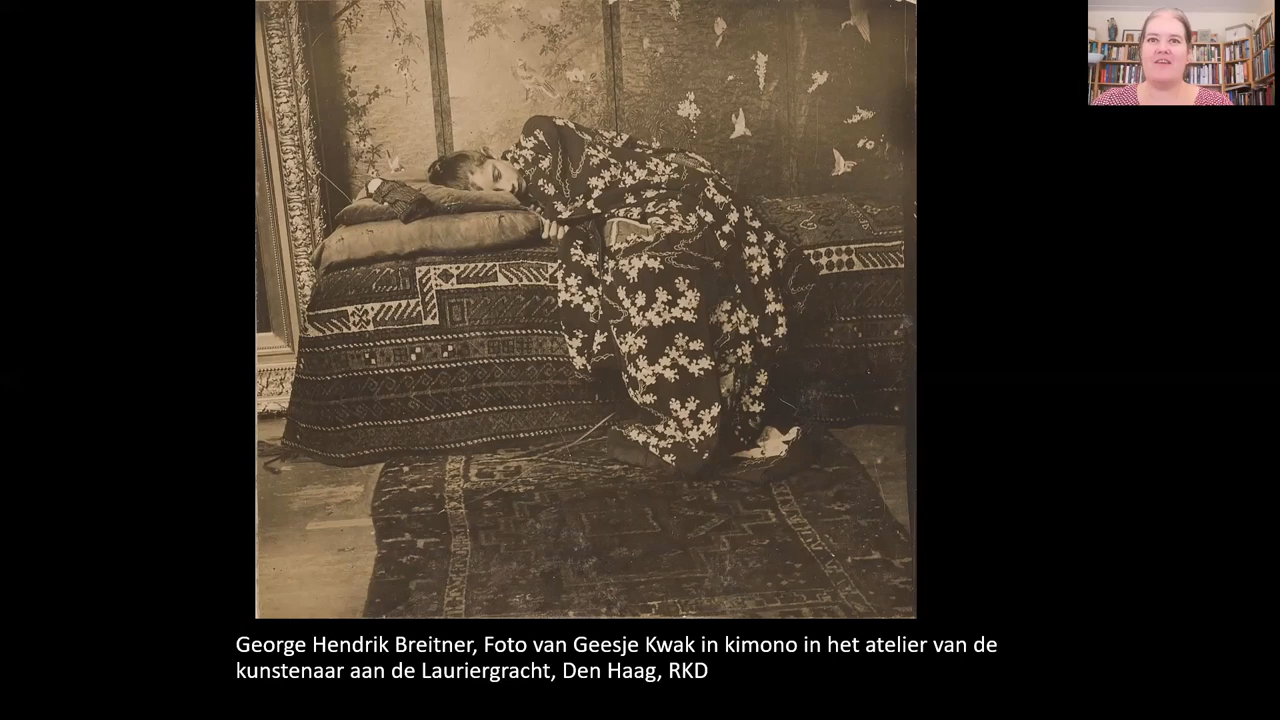 George Hendrik Breitner, Foto van Geesje Kwak in kimono in het atelier van de
kunstenaar aan de Lauriergracht, Den Haag, RKD